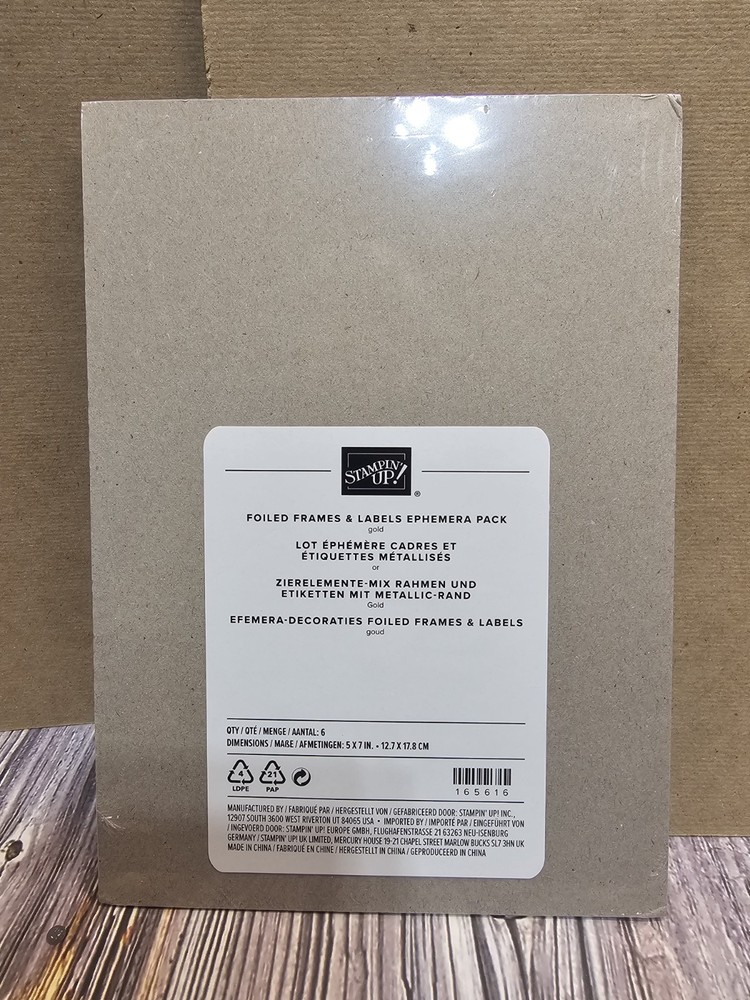 STAMPIN'
UP!
®
FOILED FRAMES & LABELS EPHEMERA PACK
gold
LOT ÉPHÉMÈRE CADRES ET
ÉTIQUETTES MÉTALLISÉS
or
ZIERELEMENTE-MIX RAHMEN UND
ETIKETTEN MIT METALLIC-RAND
Gold
EFEMERA-DECORATIES FOILED FRAMES & LABELS
goud
QTY / QTÉ / MENGE / AANTAL: 6
DIMENSIONS / MAßE / AFMETINGEN: 5 X 7 IN. • 12.7 X 17.8 CM
4
LDPE
21
PAP
165616
MANUFACTURED BY / FABRIQUÉ PAR / HERGESTELLT VON / GEFABRICEERD DOOR: STAMPIN' UP! INC.,
12907 SOUTH 3600 WEST RIVERTON UT 84065 USA • IMPORTED BY / IMPORTÉ PAR / EINGEFÜHRT VON
/ INGEVOERD DOOR: STAMPIN' UP! EUROPE GMBH, FLUGHAFENSTRASSE 21 63263 NEU-ISENBURG
GERMANY / STAMPIN' UP! UK LIMITED, MERCURY HOUSE 19-21 CHAPEL STREET MARLOW BUCKS SL7 3HN UK
MADE IN CHINA / FABRIQUÉ EN CHINE / HERGESTELLT IN CHINA / GEPRODUCEERD IN CHINA